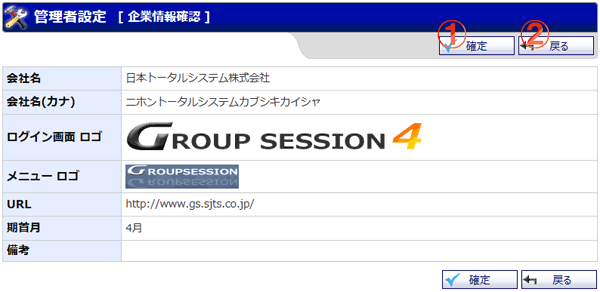 管理者設定 [ 企業情報確認 ]
① 確定 ② 戻る
会社名 日本トータルシステム株式会社
会社名(カナ) ニホントータルシステムカブシキカイシャ
ログイン画面 ロゴ GROUP SESSION 4
メニュー ロゴ GROUPSESSION
URL http://www.gs.sjts.co.jp/
期首月 4月
備考
確定 戻る